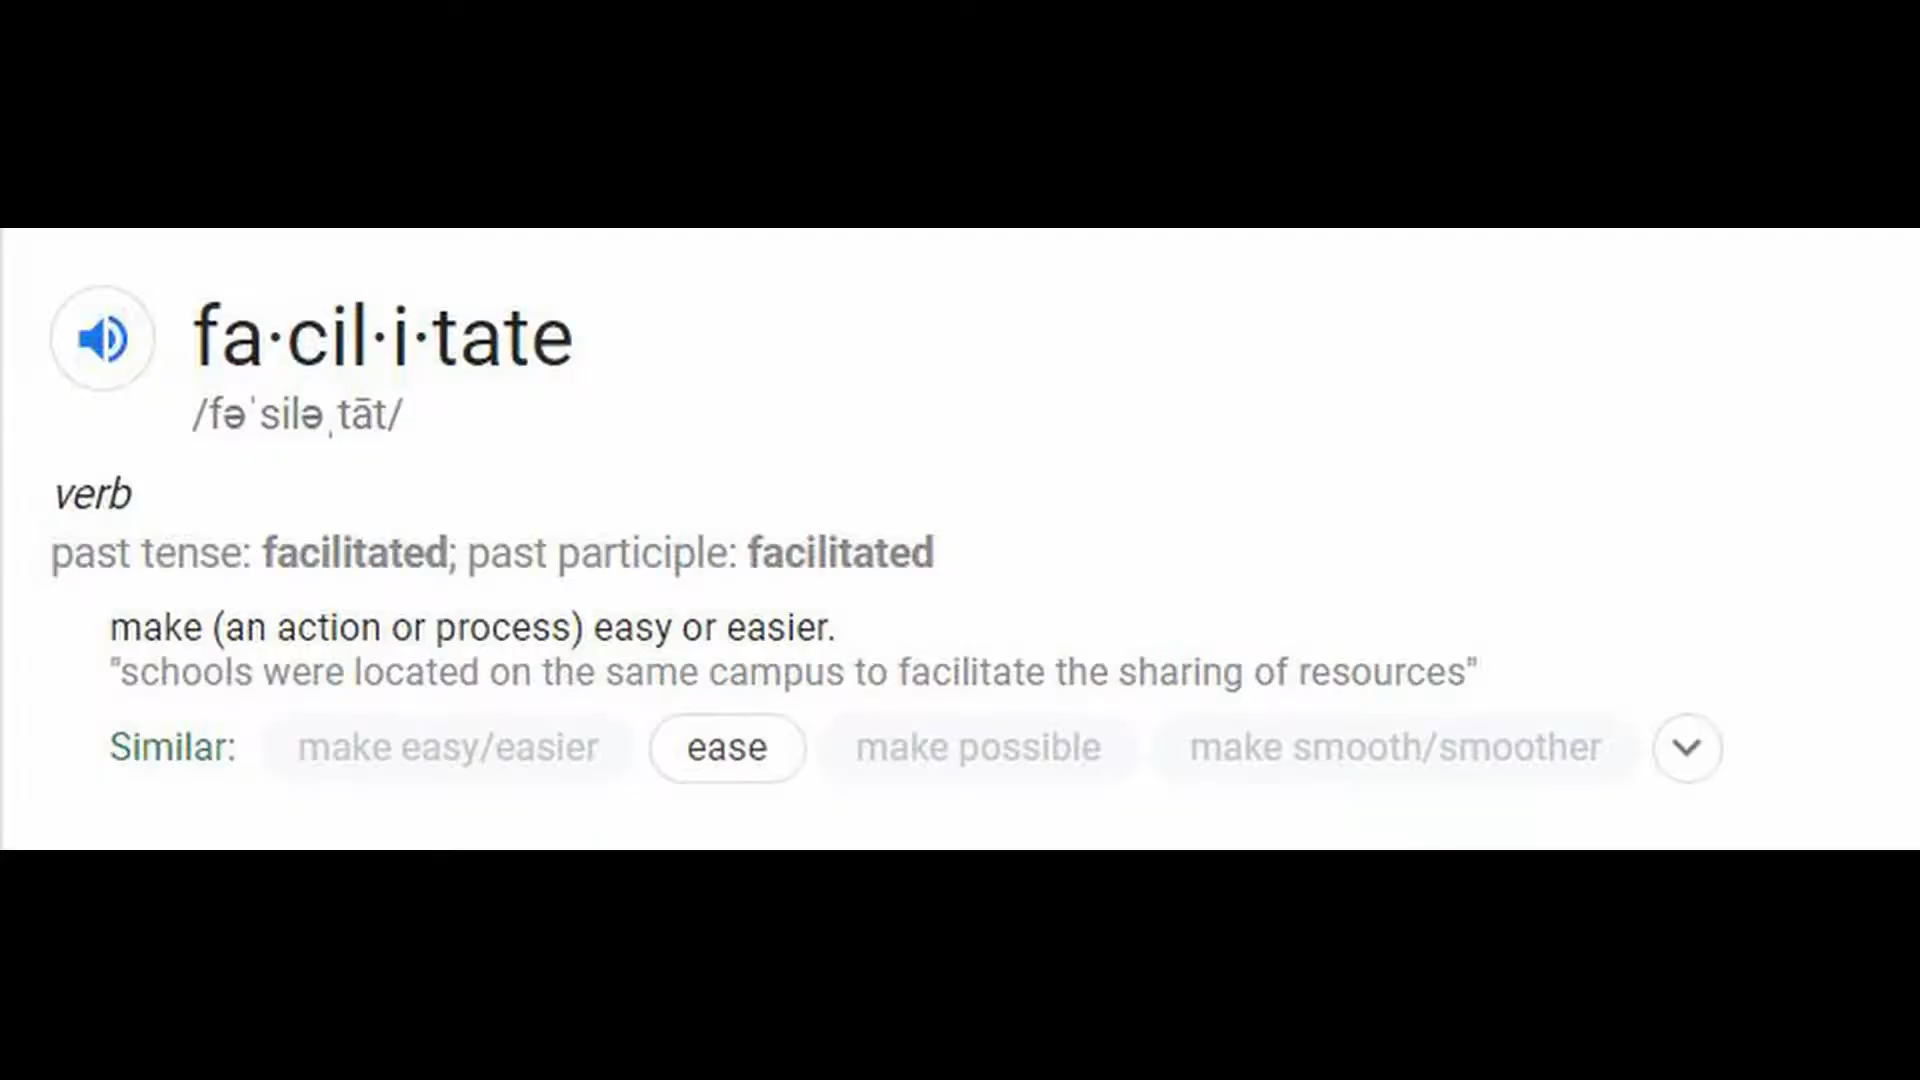 fa·cil·i·tate
/fəˈsiləˌtāt/
verb
past tense: facilitated; past participle: facilitated
make (an action or process) easy or easier.
"schools were located on the same campus to facilitate the sharing of resources"
Similar: make easy/easier ease make possible make smooth/smoother